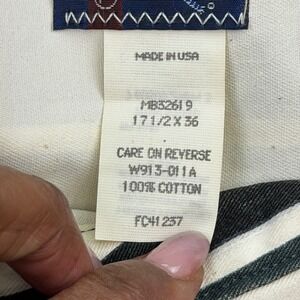 MADE IN USA
MB32619
17 1/2 X 36
CARE ON REVERSE
W913-011A
100% COTTON
FC41237